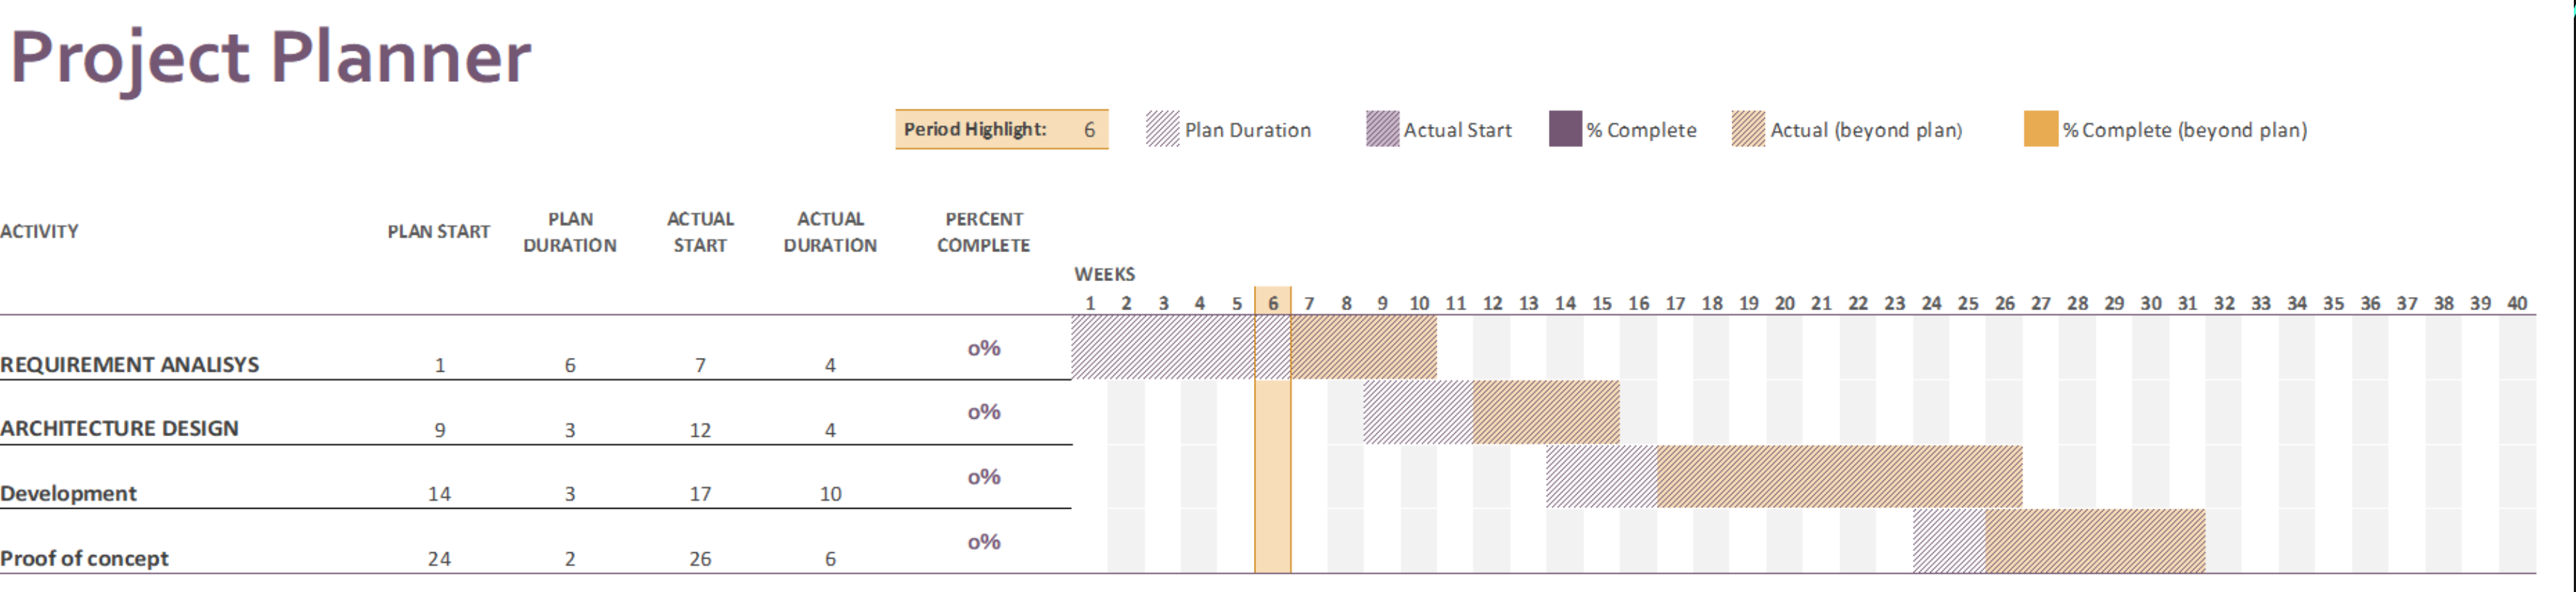 Project Planner
Period Highlight: 6 Plan Duration Actual Start % Complete Actual (beyond plan) % Complete (beyond plan)
ACTIVITY PLAN START PLAN DURATION ACTUAL START ACTUAL DURATION PERCENT COMPLETE
WEEKS
1 2 3 4 5 6 7 8 9 10 11 12 13 14 15 16 17 18 19 20 21 22 23 24 25 26 27 28 29 30 31 32 33 34 35 36 37 38 39 40
REQUIREMENT ANALISYS 1 6 7 4 0%
ARCHITECTURE DESIGN 9 3 12 4 0%
Development 14 3 17 10 0%
Proof of concept 24 2 26 6 0%